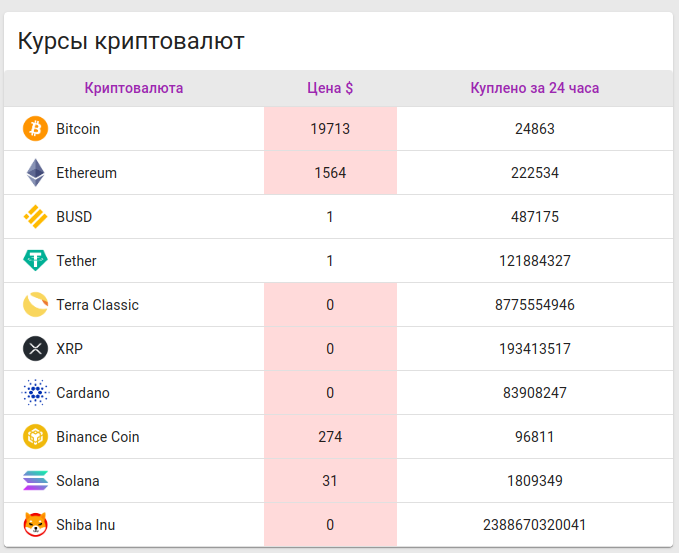 Курсы криптовалют
Криптовалюта Цена $ Куплено за 24 часа
Bitcoin 19713 24863
Ethereum 1564 222534
BUSD 1 487175
Tether 1 121884327
Terra Classic 0 8775554946
XRP 0 193413517
Cardano 0 83908247
Binance Coin 274 96811
Solana 31 1809349
Shiba Inu 0 2388670320041